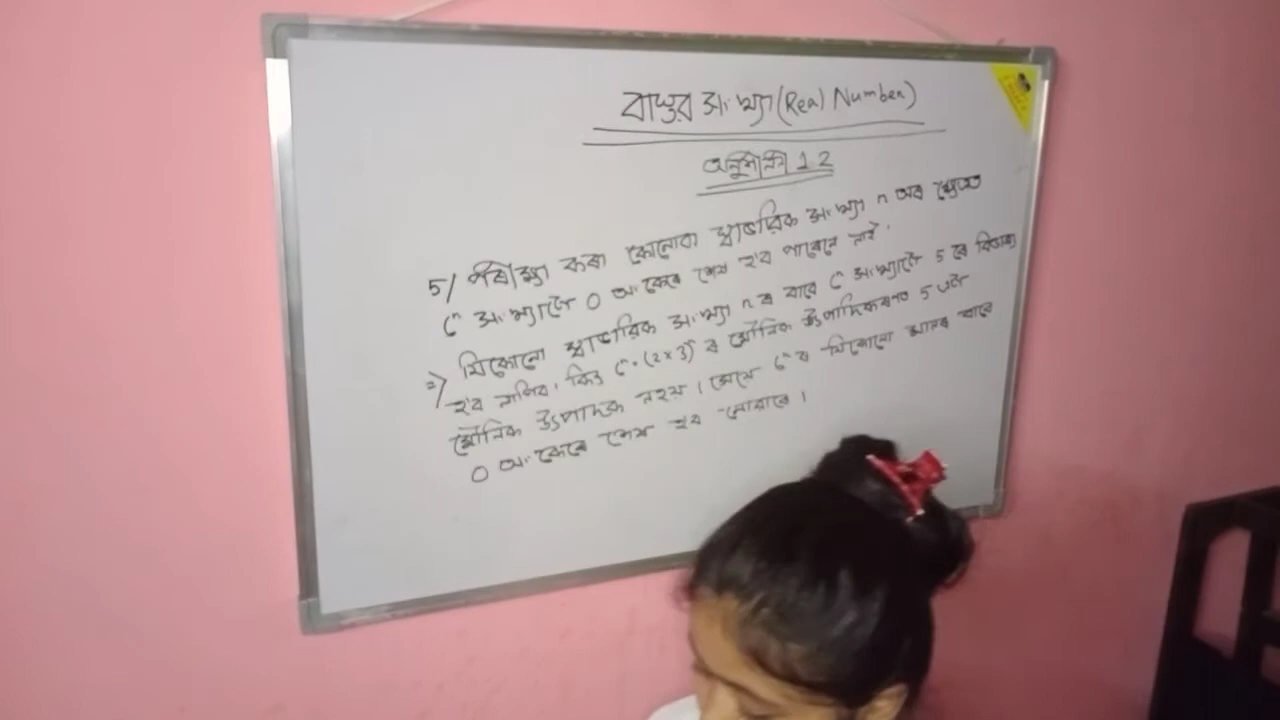 বাস্তৱ সংখ্যা (Real Number)
অনুশীলনী 1.2
5/ পৰীক্ষা কৰা কোনোবা স্বাভাৱিক সংখ্যা n অৰ ক্ষেত্ৰত
6ⁿ সংখ্যাটো 0 অংকেৰে শেষ হ'ব পাৰেনে নাই।
=> যিকোনো স্বাভাৱিক সংখ্যা n ৰ বাবে 6ⁿ সংখ্যাটো 5 ৰে বিভাজ্য
হ'ব লাগিব। কিন্তু 6ⁿ = (2×3)ⁿ ৰ মৌলিক উৎপাদকীকৰণত 5 এটা
মৌলিক উৎপাদক নহয়। সেয়ে 6ⁿ ৰ যিকোনো মানৰ বাবে
0 অংকেৰে শেষ হ'ব নোৱাৰে।